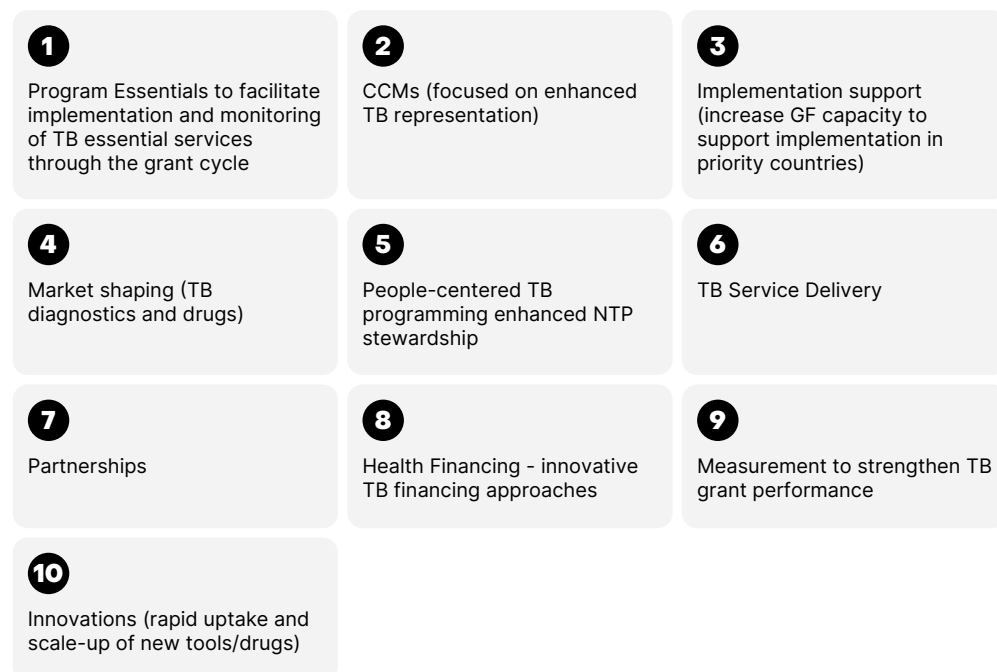 1
Program Essentials to facilitate
implementation and monitoring
of TB essential services
through the grant cycle
2
CCMs (focused on enhanced
TB representation)
3
Implementation support
(increase GF capacity to
support implementation in
priority countries)
4
Market shaping (TB
diagnostics and drugs)
5
People-centered TB
programming enhanced NTP
stewardship
6
TB Service Delivery
7
Partnerships
8
Health Financing - innovative
TB financing approaches
9
Measurement to strengthen TB
grant performance
10
Innovations (rapid uptake and
scale-up of new tools/drugs)